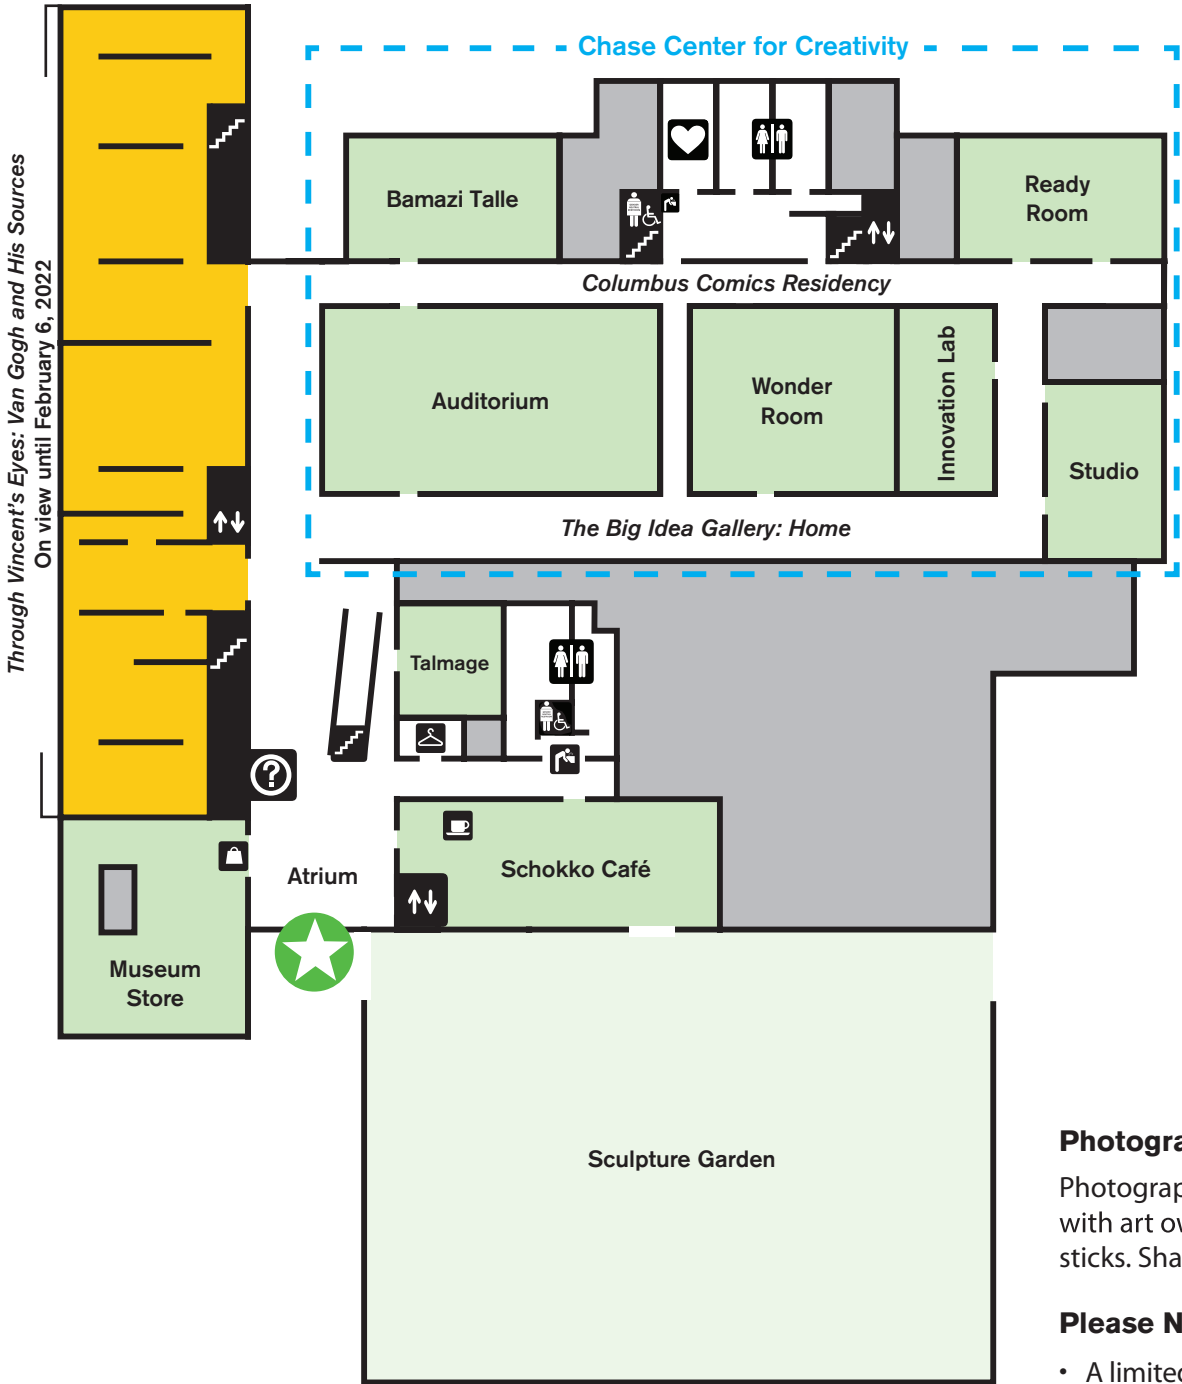 Through Vincent's Eyes: Van Gogh and His Sources
On view until February 6, 2022
Chase Center for Creativity
Bamazi Talle
Ready
Room
Columbus Comics Residency
Auditorium
Wonder
Room
Innovation Lab
Studio
The Big Idea Gallery: Home
Talmage
?
Schokko Café
Atrium
Museum
Store
Sculpture Garden
Photogra
Photograp
with art ow
sticks. Sha
Please N
• A limited